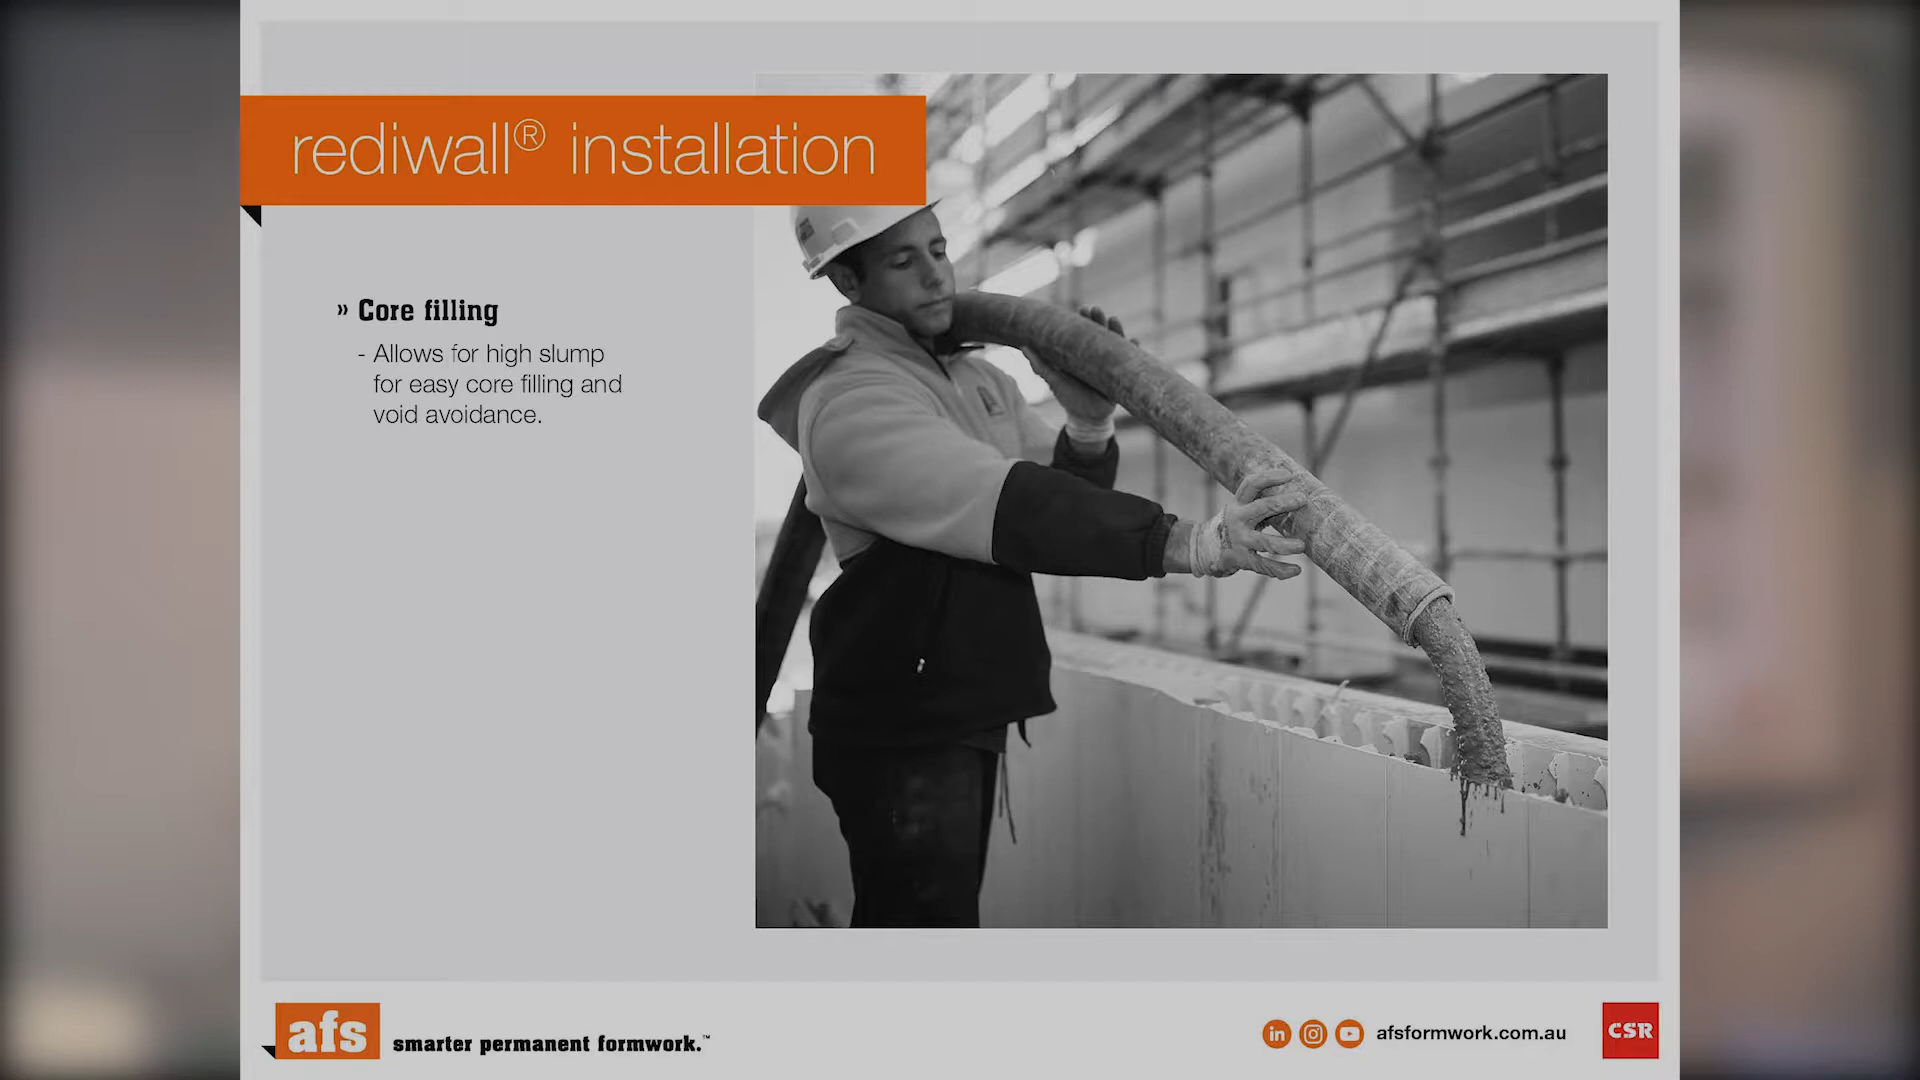 rediwall® installation
» Core filling
- Allows for high slump
for easy core filling and
void avoidance.
afs
smarter permanent formwork.™
afsformwork.com.au
CSR